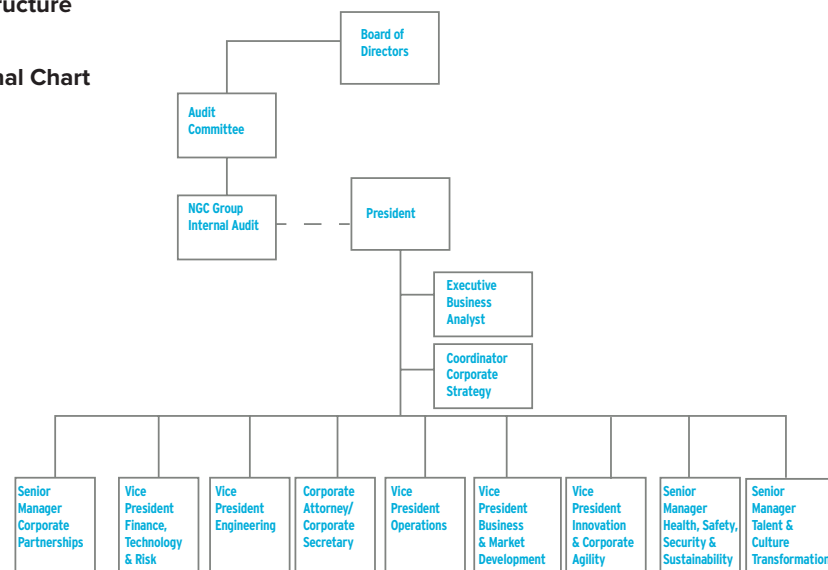 ructure
nal Chart
Board of
Directors
Audit
Committee
NGC Group
Internal Audit
President
Executive
Business
Analyst
Coordinator
Corporate
Strategy
Senior
Manager
Corporate
Partnerships
Vice
President
Finance,
Technology
& Risk
Vice
President
Engineering
Corporate
Attorney/
Corporate
Secretary
Vice
President
Operations
Vice
President
Business
& Market
Development
Vice
President
Innovation
& Corporate
Agility
Senior
Manager
Health, Safety,
Security &
Sustainability
Senior
Manager
Talent &
Culture
Transformation